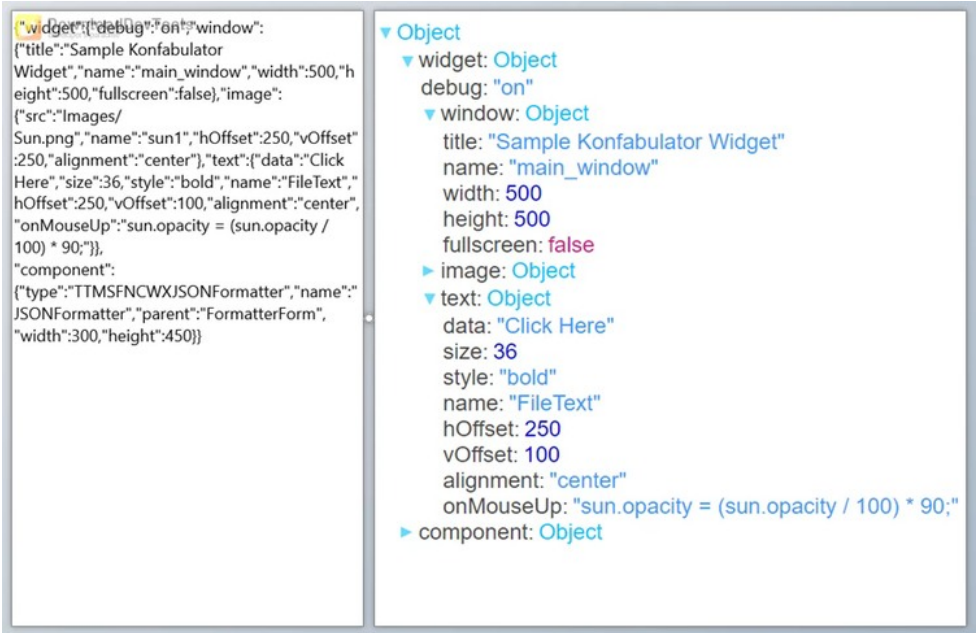 DownloadDevTools
{"widget":{"debug":"on","window":
{"title":"Sample Konfabulator
Widget","name":"main_window","width":500,"h
eight":500,"fullscreen":false},"image":
{"src":"Images/
Sun.png","name":"sun1","hOffset":250,"vOffset"
:250,"alignment":"center"},"text":{"data":"Click
Here","size":36,"style":"bold","name":"FileText","
hOffset":250,"vOffset":100,"alignment":"center",
"onMouseUp":"sun.opacity = (sun.opacity /
100) * 90;"}},
"component":
{"type":"TTMSFNCWXJSONFormatter","name":"
JSONFormatter","parent":"FormatterForm",
"width":300,"height":450}}
Object
widget: Object
debug: "on"
window: Object
title: "Sample Konfabulator Widget"
name: "main_window"
width: 500
height: 500
fullscreen: false
image: Object
text: Object
data: "Click Here"
size: 36
style: "bold"
name: "FileText"
hOffset: 250
vOffset: 100
alignment: "center"
onMouseUp: "sun.opacity = (sun.opacity / 100) * 90;"
component: Object